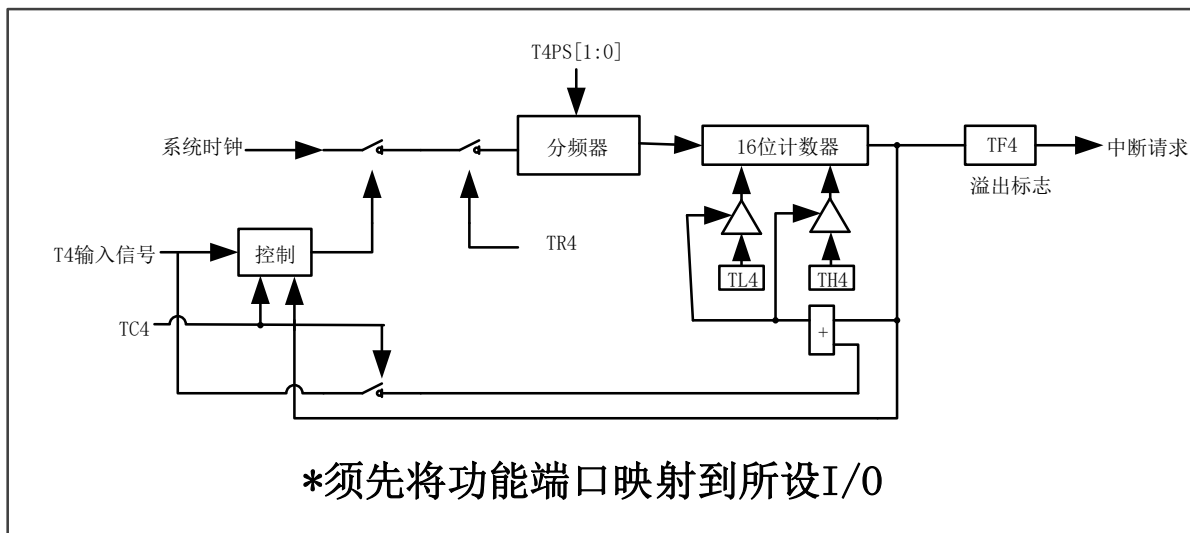 T4PS[1:0]
系统时钟
分频器
16位计数器
TF4
中断请求
溢出标志
T4输入信号
控制
TR4
TL4
TH4
TC4
+
*须先将功能端口映射到所设I/O